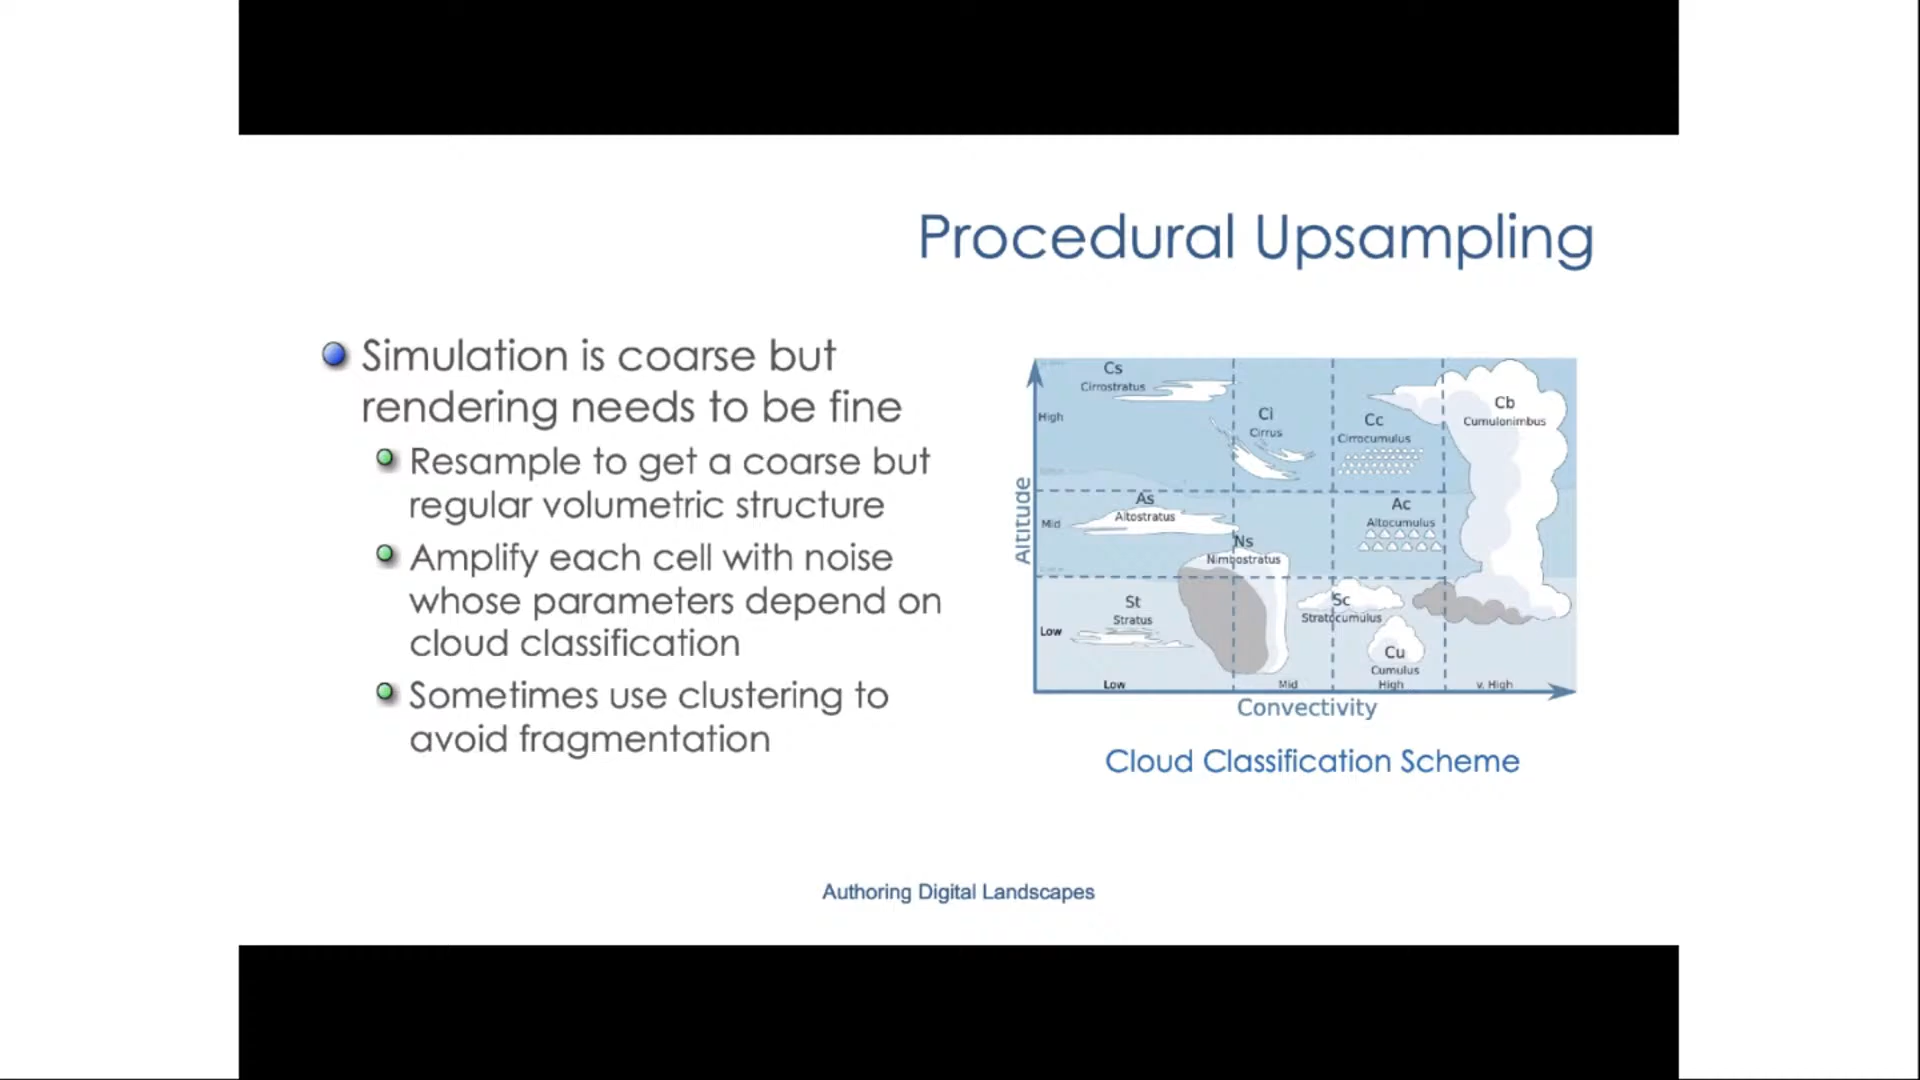 Procedural Upsampling
Simulation is coarse but
rendering needs to be fine
Resample to get a coarse but
regular volumetric structure
Amplify each cell with noise
whose parameters depend on
cloud classification
Sometimes use clustering to
avoid fragmentation
Altitude
High
Mid
Low
Cs
Cirrostratus
Ci
Cirrus
Cc
Cirrocumulus
Cb
Cumulonimbus
As
Altostratus
Ac
Altocumulus
Ns
Nimbostratus
St
Stratus
Sc
Stratocumulus
Cu
Cumulus
Low
Mid
High
v. High
Convectivity
Cloud Classification Scheme
Authoring Digital Landscapes